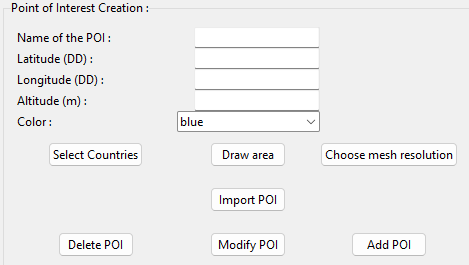 Point of Interest Creation :
Name of the POI :
Latitude (DD) :
Longitude (DD) :
Altitude (m) :
Color : blue
Select Countries Draw area Choose mesh resolution
Import POI
Delete POI Modify POI Add POI